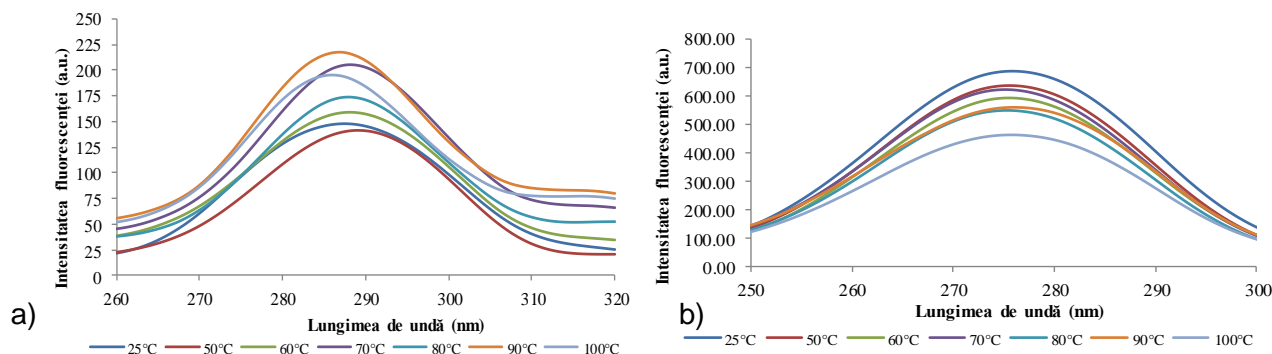 Intensitatea fluorescenței (a.u.)
250
225
200
175
150
125
100
75
50
25
0
260 270 280 290 300 310 320
Lungimea de undă (nm)
a)
25°C 50°C 60°C 70°C 80°C 90°C 100°C
Intensitatea fluorescenței (a.u.)
800.00
700.00
600.00
500.00
400.00
300.00
200.00
100.00
0.00
250 260 270 280 290 300
Lungimea de undă (nm)
b)
25°C 50°C 60°C 70°C 80°C 90°C 100°C